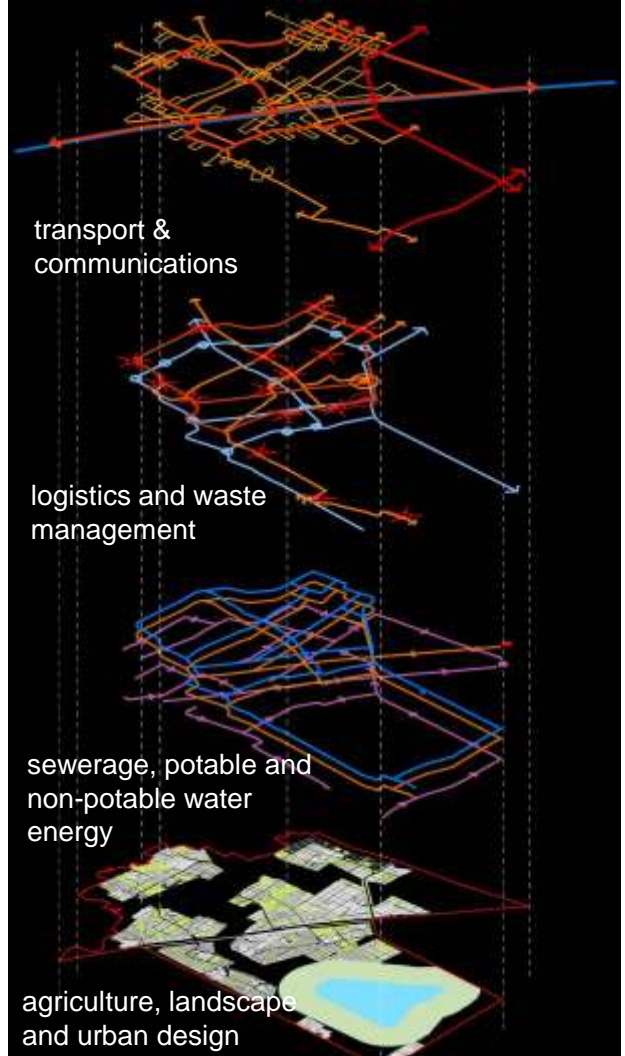 transport &
communications
logistics and waste
management
sewerage, potable and
non-potable water
energy
agriculture, landscape
and urban design